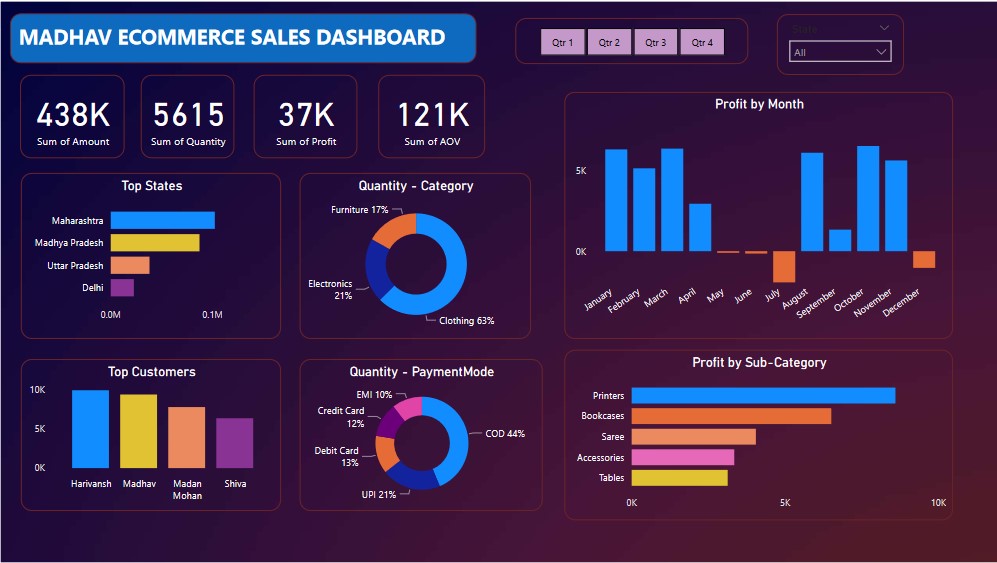 MADHAV ECOMMERCE SALES DASHBOARD
Qtr 1
Qtr 2
Qtr 3
Qtr 4
State
All
438K
Sum of Amount
5615
Sum of Quantity
37K
Sum of Profit
121K
Sum of AOV
Top States
Maharashtra
Madhya Pradesh
Uttar Pradesh
Delhi
0.0M
0.1M
Quantity - Category
Furniture 17%
Electronics
21%
Clothing 63%
Profit by Month
5K
0K
January
February
March
April
May
June
July
August
September
October
November
December
Top Customers
10K
5K
0K
Harivansh
Madhav
Madan
Mohan
Shiva
Quantity - PaymentMode
EMI 10%
Credit Card
12%
Debit Card
13%
UPI 21%
COD 44%
Profit by Sub-Category
Printers
Bookcases
Saree
Accessories
Tables
0K
5K
10K